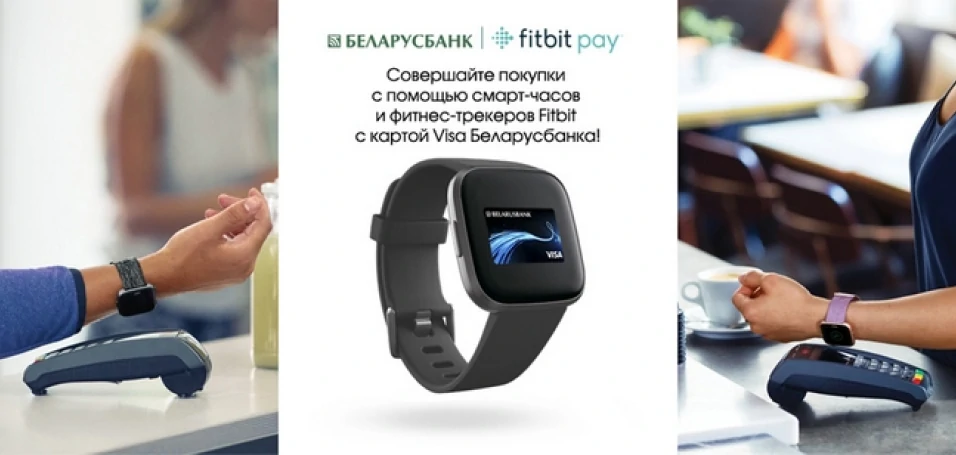 БЕЛАРУСБАНК | fitbit pay
Совершайте покупки
с помощью смарт-часов
и фитнес-трекеров Fitbit
с картой Visa Беларусбанка!
BELARUSBANK
VISA